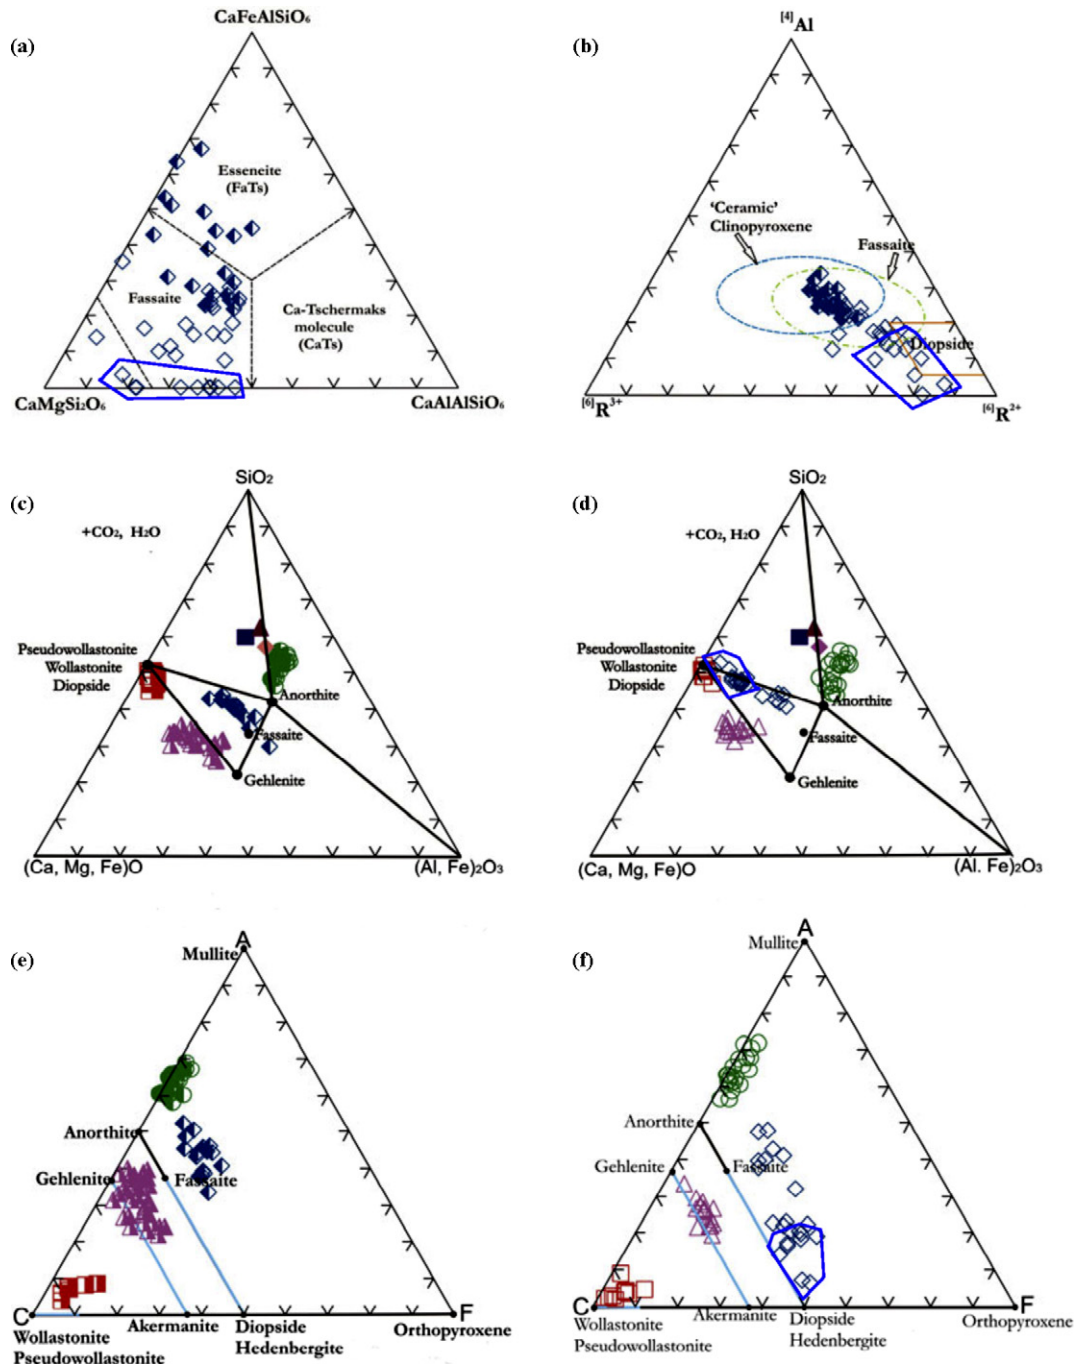 (a)
CaFeAlSiO₆
Esseneite
(FaTs)
Fassaite
Ca-Tschermaks
molecule
(CaTs)
CaMgSi₂O₆
CaAlAlSiO₆
(b)
[4]Al
'Ceramic'
Clinopyroxene
Fassaite
Diopside
[6]R³⁺
[6]R²⁺
(c)
SiO₂
+CO₂, H₂O
Pseudowollastonite
Wollastonite
Diopside
Anorthite
Fassaite
Gehlenite
(Ca, Mg, Fe)O
(Al, Fe)₂O₃
(d)
SiO₂
+CO₂, H₂O
Pseudowollastonite
Wollastonite
Diopside
Anorthite
Fassaite
Gehlenite
(Ca, Mg, Fe)O
(Al. Fe)₂O₃
(e)
A
Mullite
Anorthite
Gehlenite
Fassaite
C
F
Wollastonite
Pseudowollastonite
Akermanite
Diopside
Hedenbergite
Orthopyroxene
(f)
A
Mullite
Anorthite
Gehlenite
Fassaite
C
F
Wollastonite
Pseudowollastonite
Akermanite
Diopside
Hedenbergite
Orthopyroxene